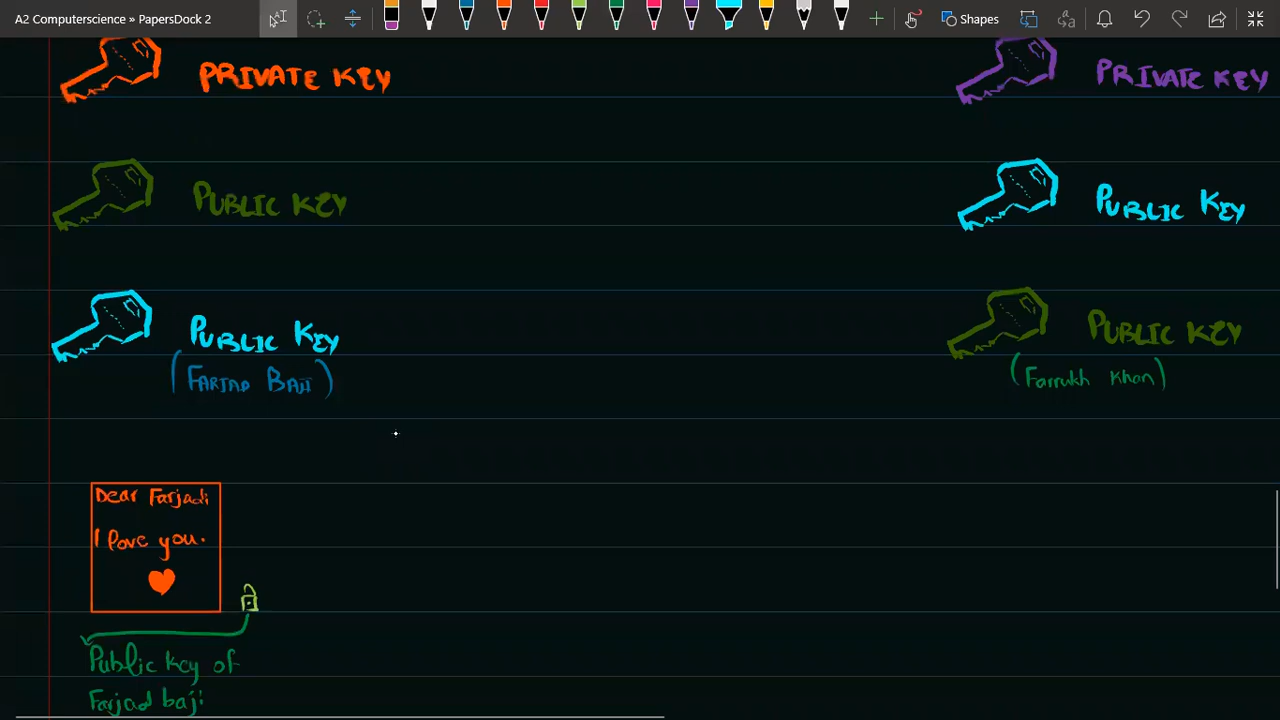 A2 Computerscience » PapersDock 2
Shapes
PRIVATE KEY
PRIVATE KEY
PUBLIC KEY
PUBLIC KEY
PUBLIC KEY
(FARJAD BAJI)
PUBLIC KEY
(Farrukh Khan)
Dear Farjadi
I love you.
Public key of
Farjad baji